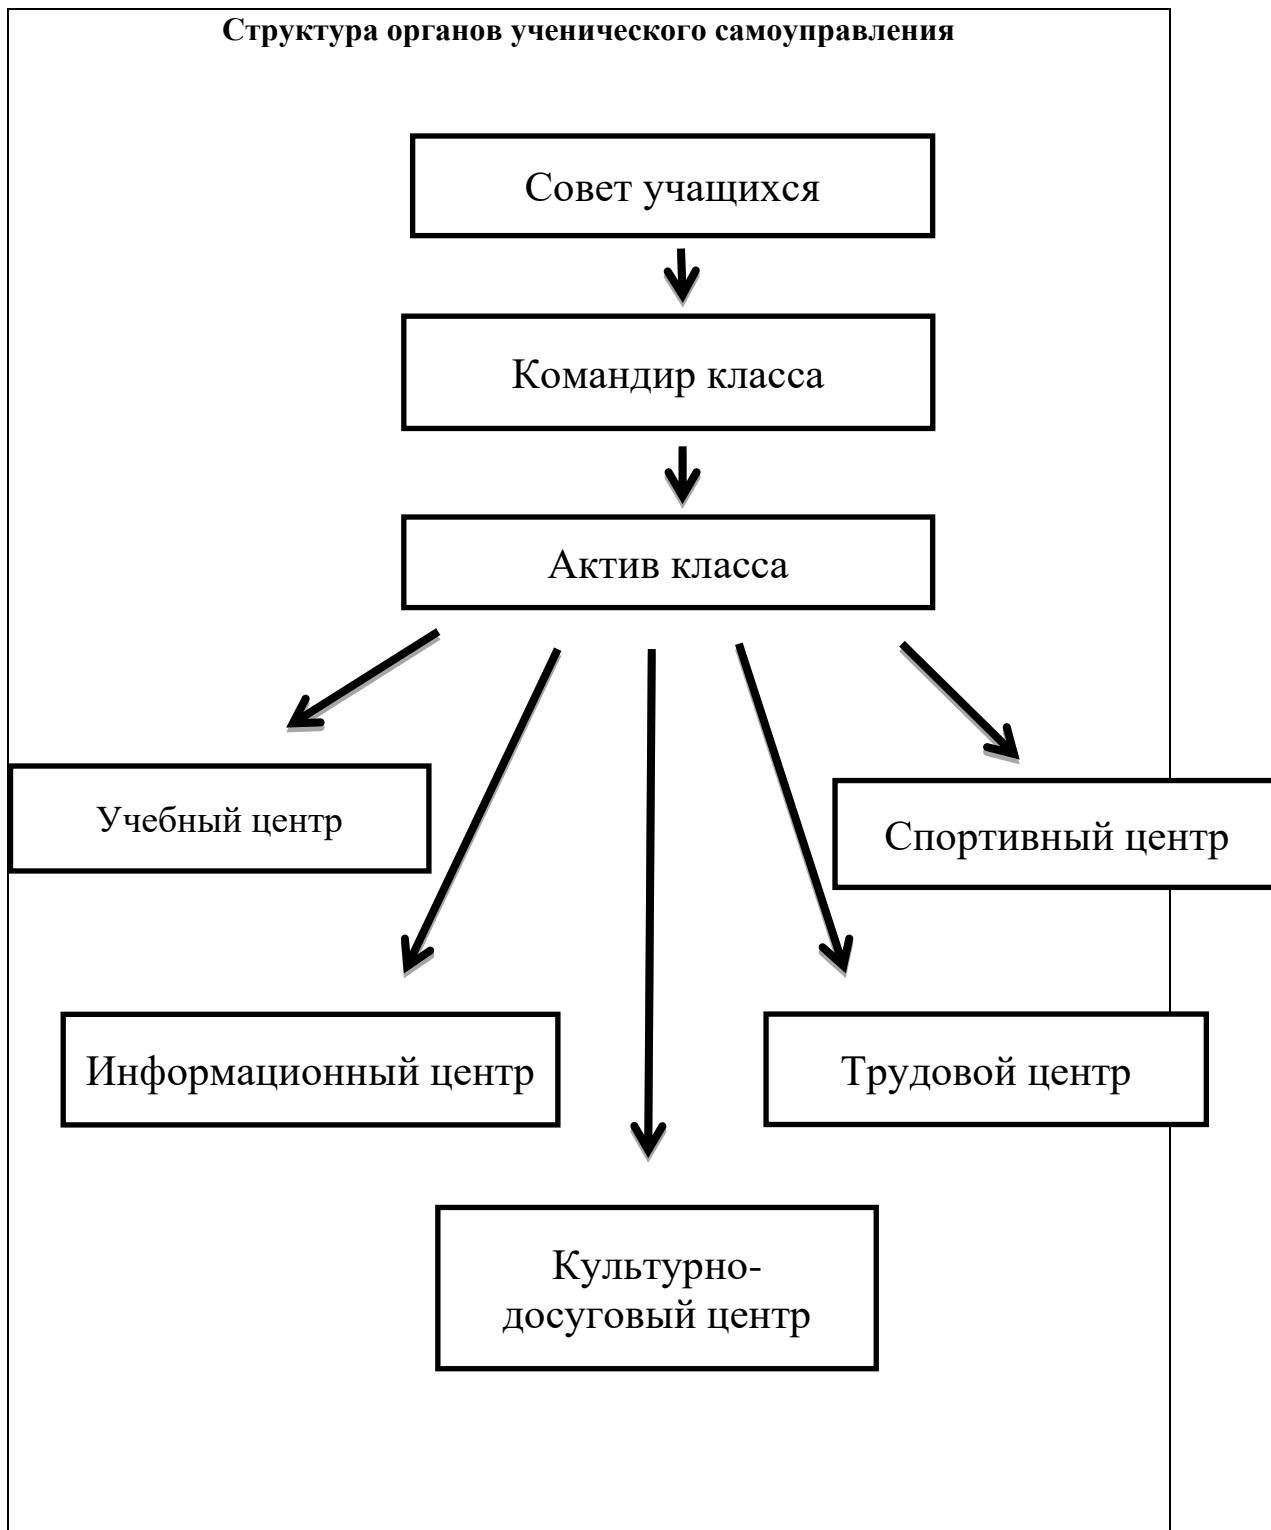 Структура органов ученического самоуправления
Совет учащихся
Командир класса
Актив класса
Учебный центр
Спортивный центр
Информационный центр
Трудовой центр
Культурно-
досуговый центр